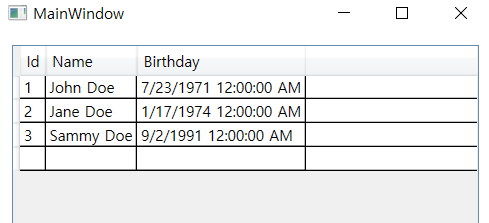 MainWindow
Id Name Birthday
1 John Doe 7/23/1971 12:00:00 AM
2 Jane Doe 1/17/1974 12:00:00 AM
3 Sammy Doe 9/2/1991 12:00:00 AM